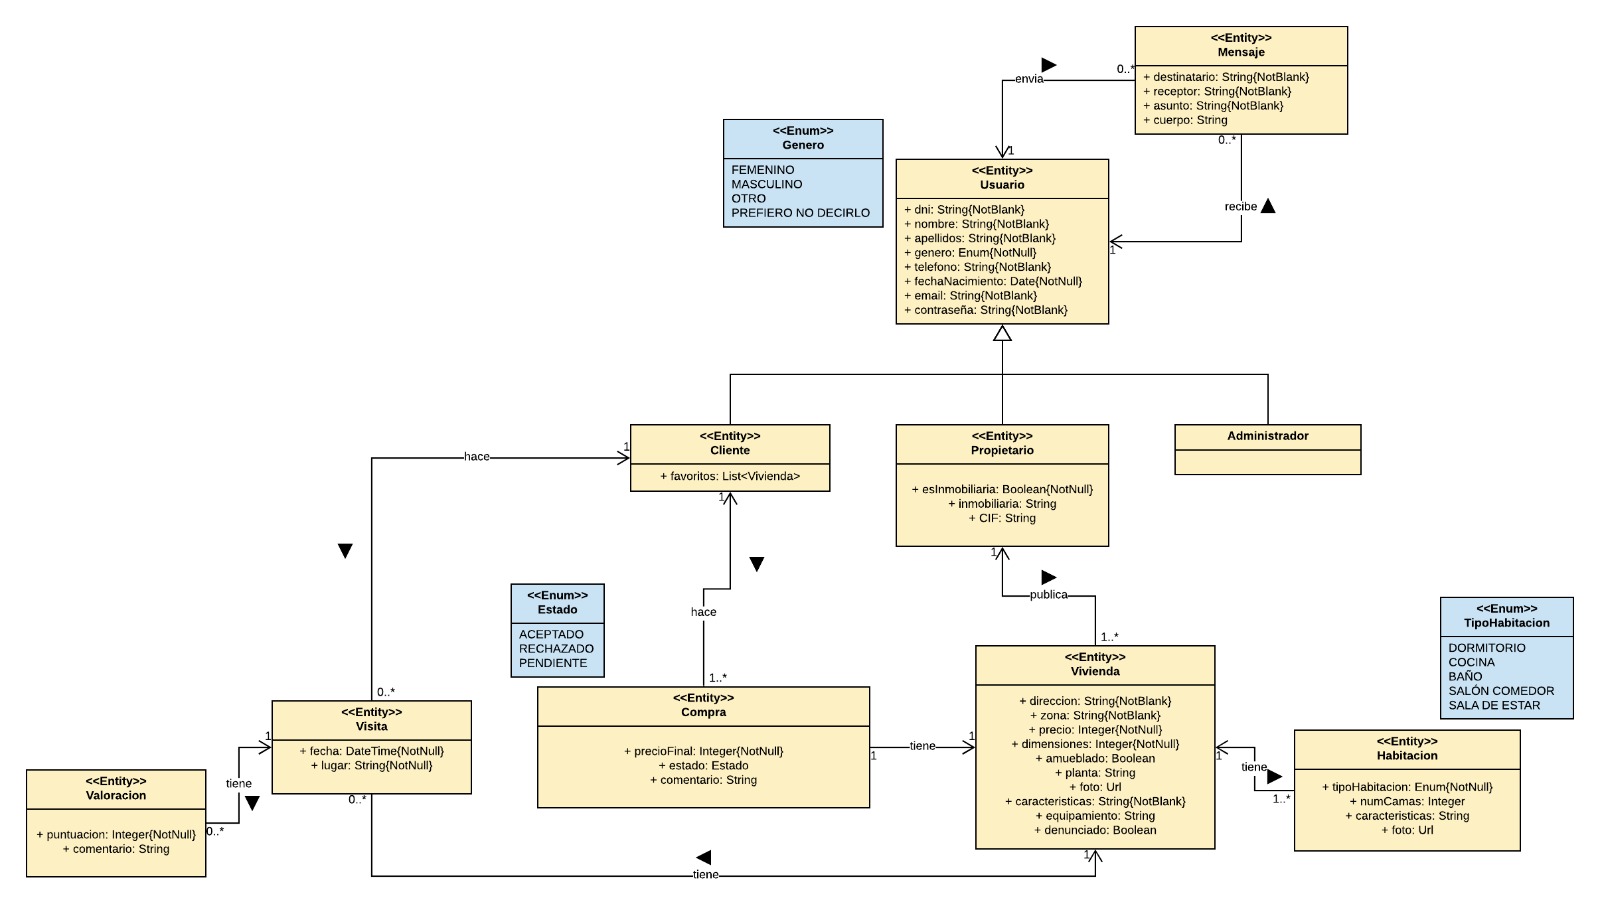 <<Entity>>
Mensaje
+ destinatario: String{NotBlank}
+ receptor: String{NotBlank}
+ asunto: String{NotBlank}
+ cuerpo: String
0..*
envia
1
0..*
recibe
1
<<Enum>>
Genero
FEMENINO
MASCULINO
OTRO
PREFIERO NO DECIRLO
<<Entity>>
Usuario
+ dni: String{NotBlank}
+ nombre: String{NotBlank}
+ apellidos: String{NotBlank}
+ genero: Enum{NotNull}
+ telefono: String{NotBlank}
+ fechaNacimiento: Date{NotNull}
+ email: String{NotBlank}
+ contraseña: String{NotBlank}
<<Entity>>
Cliente
+ favoritos: List<Vivienda>
<<Entity>>
Propietario
+ esInmobiliaria: Boolean{NotNull}
+ inmobiliaria: String
+ CIF: String
Administrador
1
hace
0..*
1
hace
1..*
1
publica
1..*
<<Enum>>
Estado
ACEPTADO
RECHAZADO
PENDIENTE
<<Enum>>
TipoHabitacion
DORMITORIO
COCINA
BAÑO
SALÓN COMEDOR
SALA DE ESTAR
<<Entity>>
Visita
+ fecha: DateTime{NotNull}
+ lugar: String{NotNull}
<<Entity>>
Compra
+ precioFinal: Integer{NotNull}
+ estado: Estado
+ comentario: String
1
tiene
1
<<Entity>>
Vivienda
+ direccion: String{NotBlank}
+ zona: String{NotBlank}
+ precio: Integer{NotNull}
+ dimensiones: Integer{NotNull}
+ amueblado: Boolean
+ planta: String
+ foto: Url
+ caracteristicas: String{NotBlank}
+ equipamiento: String
+ denunciado: Boolean
1
tiene
1..*
<<Entity>>
Habitacion
+ tipoHabitacion: Enum{NotNull}
+ numCamas: Integer
+ caracteristicas: String
+ foto: Url
<<Entity>>
Valoracion
+ puntuacion: Integer{NotNull}
+ comentario: String
1
tiene
0..*
0..*
tiene
1